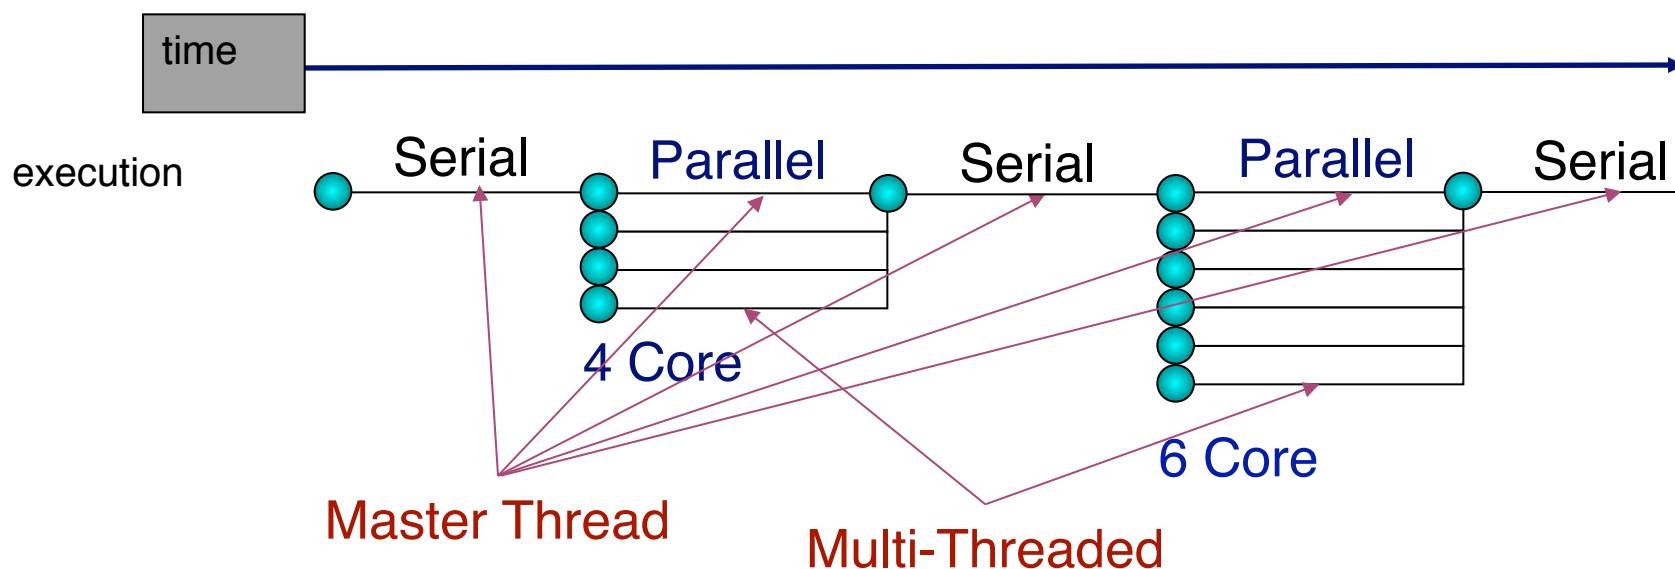 time
execution
Serial
Parallel
Serial
Parallel
Serial
4 Core
6 Core
Master Thread
Multi-Threaded